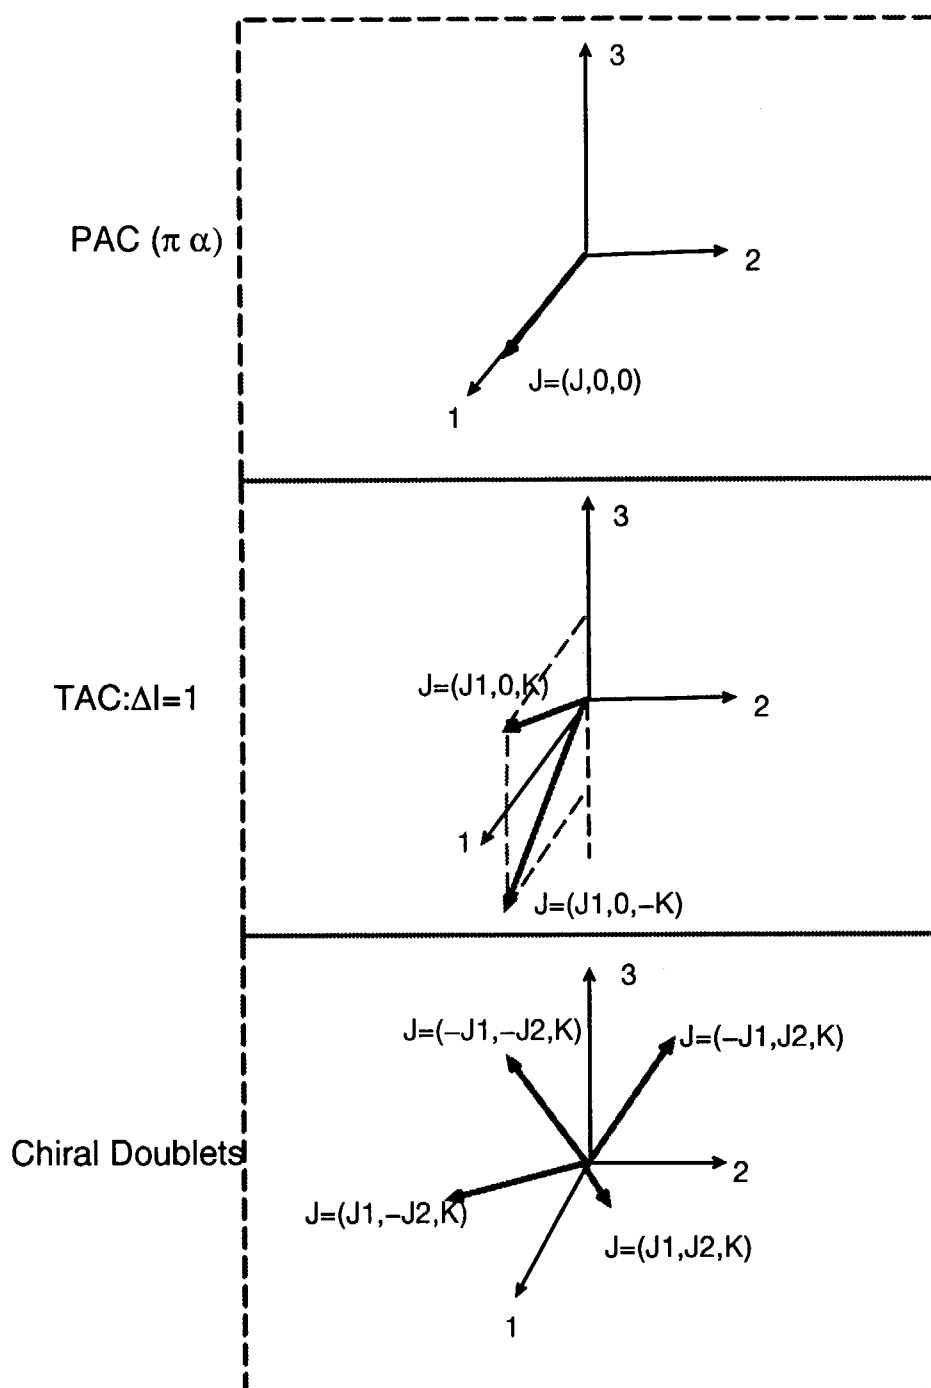 3
PAC (π α)
2
J=(J,0,0)
1
3
J=(J1,0,K)
TAC:ΔI=1
2
1
J=(J1,0,−K)
3
J=(−J1,−J2,K)
J=(−J1,J2,K)
Chiral Doublets
2
J=(J1,−J2,K)
J=(J1,J2,K)
1